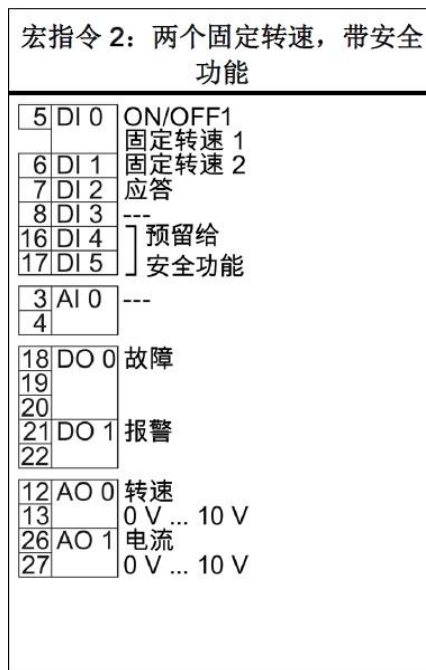 宏指令 2：两个固定转速，带安全
功能
5 DI 0 ON/OFF1
固定转速 1
6 DI 1 固定转速 2
7 DI 2 应答
8 DI 3 ---
16 DI 4 预留给
17 DI 5 安全功能
3 AI 0 ---
4
18 DO 0 故障
19
20
21 DO 1 报警
22
12 AO 0 转速
13 0 V ... 10 V
26 AO 1 电流
27 0 V ... 10 V